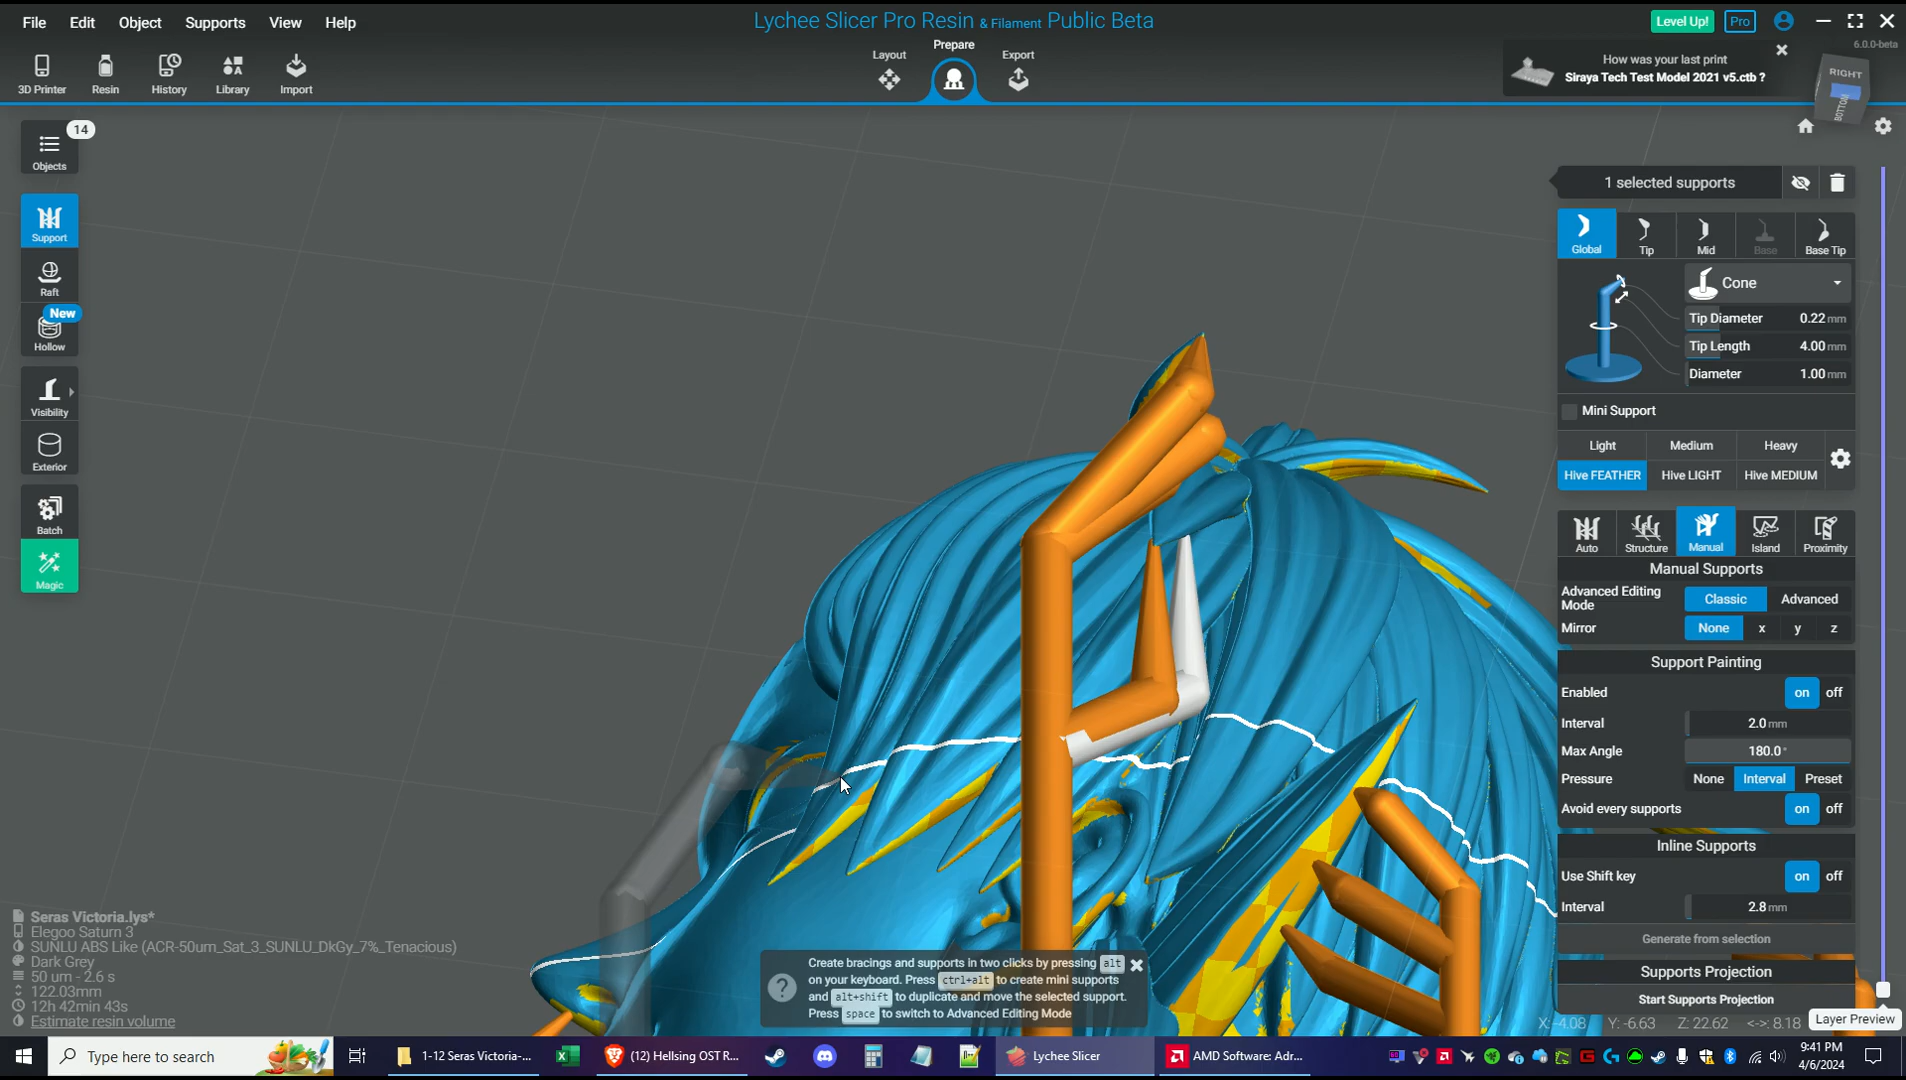 File Edit Object Supports View Help
Lychee Slicer Pro Resin & Filament Public Beta
Level Up! Pro
6.0.0-beta
3D Printer Resin History Library Import
Layout Prepare Export
How was your last print
Siraya Tech Test Model 2021 v5.ctb ?
RIGHT
BOTTOM
14
Objects
Support
Raft
New
Hollow
Visibility
Exterior
Batch
Magic
1 selected supports
Global Tip Mid Base Base Tip
Cone
Tip Diameter 0.22 mm
Tip Length 4.00 mm
Diameter 1.00 mm
Mini Support
Light Medium Heavy
Hive FEATHER Hive LIGHT Hive MEDIUM
Auto Structure Manual Island Proximity
Manual Supports
Advanced Editing
Mode
Classic Advanced
Mirror None x y z
Support Painting
Enabled on off
Interval 2.0 mm
Max Angle 180.0 °
Pressure None Interval Preset
Avoid every supports on off
Inline Supports
Use Shift key on off
Interval 2.8 mm
Generate from selection
Supports Projection
Start Supports Projection
Layer Preview
X: -4.08 Y: -6.63 Z: 22.62 <->: 8.18
Seras Victoria.lys*
Elegoo Saturn 3
SUNLU ABS Like (ACR-50um_Sat_3_SUNLU_DkGy_7%_Tenacious)
Dark Grey
50 um - 2.6 s
122.03mm
12h 42min 43s
Estimate resin volume
Create bracings and supports in two clicks by pressing alt
on your keyboard. Press ctrl+alt to create mini supports
and alt+shift to duplicate and move the selected support.
Press space to switch to Advanced Editing Mode
Type here to search
1-12 Seras Victoria-...
(12) Hellsing OST R...
Lychee Slicer
AMD Software: Adr...
9:41 PM
4/6/2024